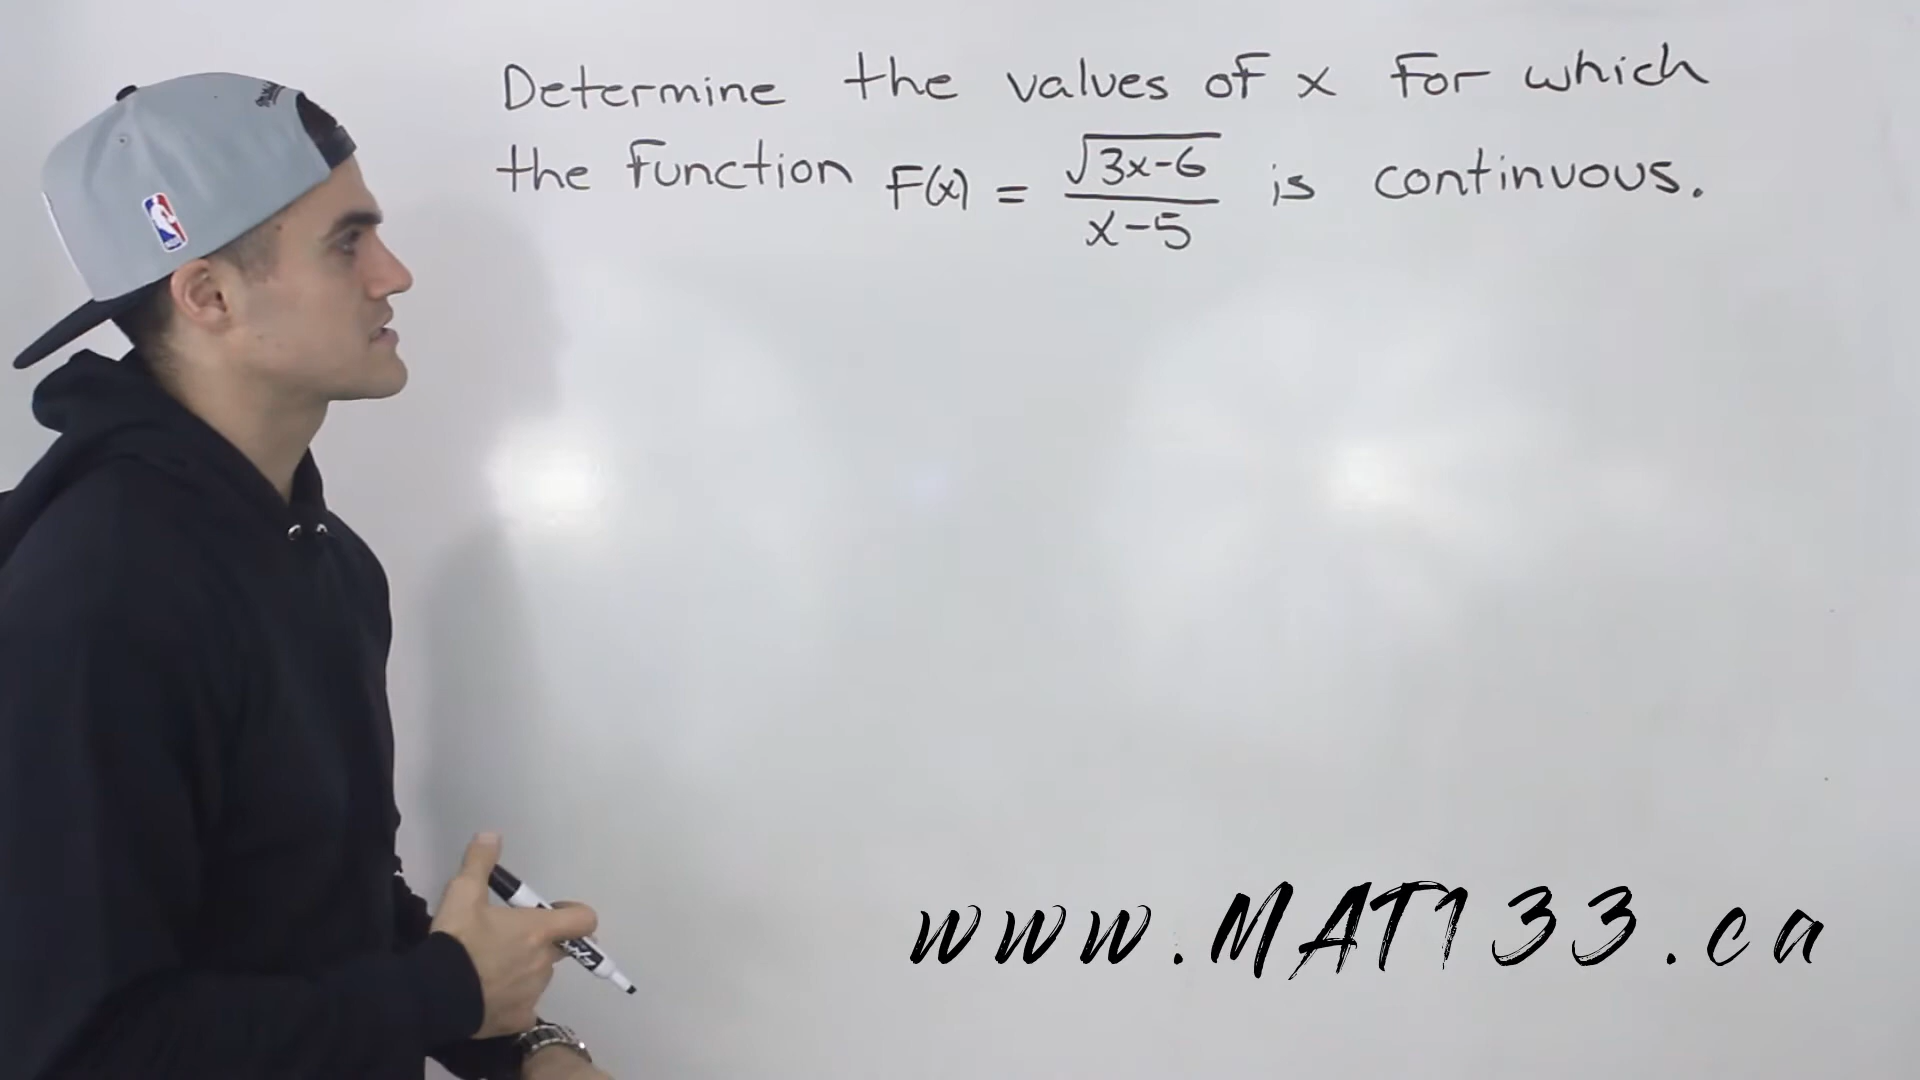 Determine the values of x for which
the function F(x) = √(3x-6) / (x-5) is continuous.
www.MAT133.ca